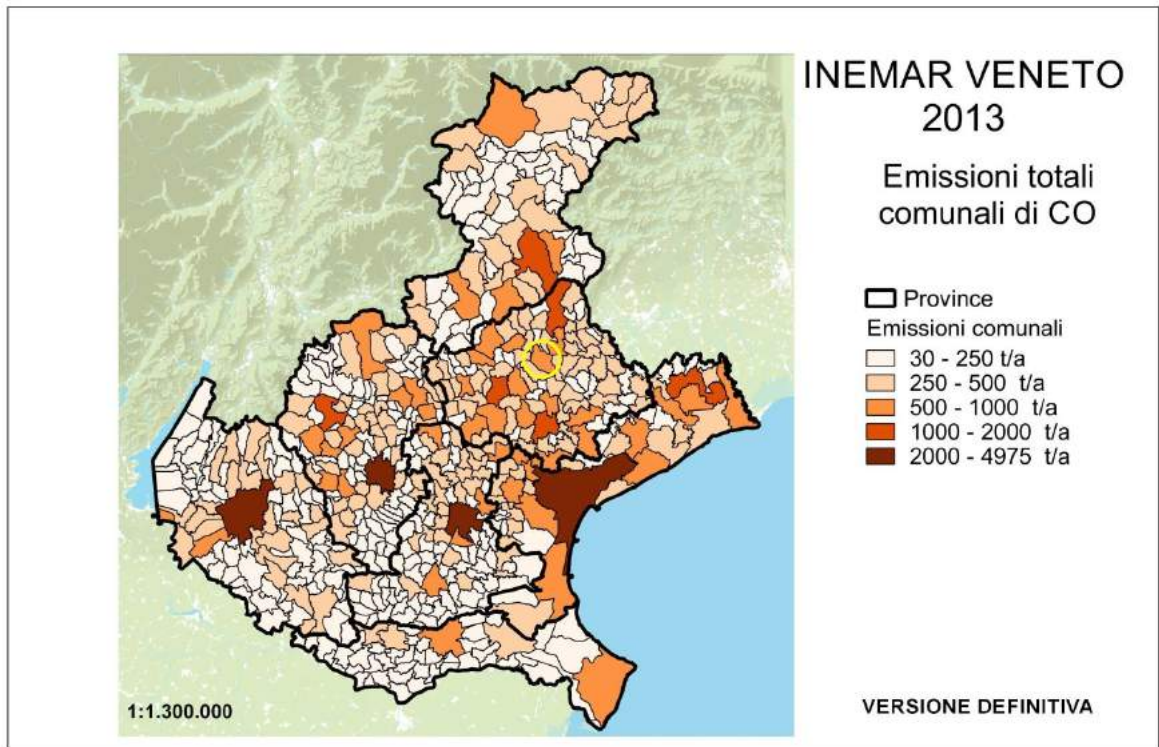 INEMAR VENETO
2013
Emissioni totali
comunali di CO
Province
Emissioni comunali
30 - 250 t/a
250 - 500 t/a
500 - 1000 t/a
1000 - 2000 t/a
2000 - 4975 t/a
1:1.300.000
VERSIONE DEFINITIVA